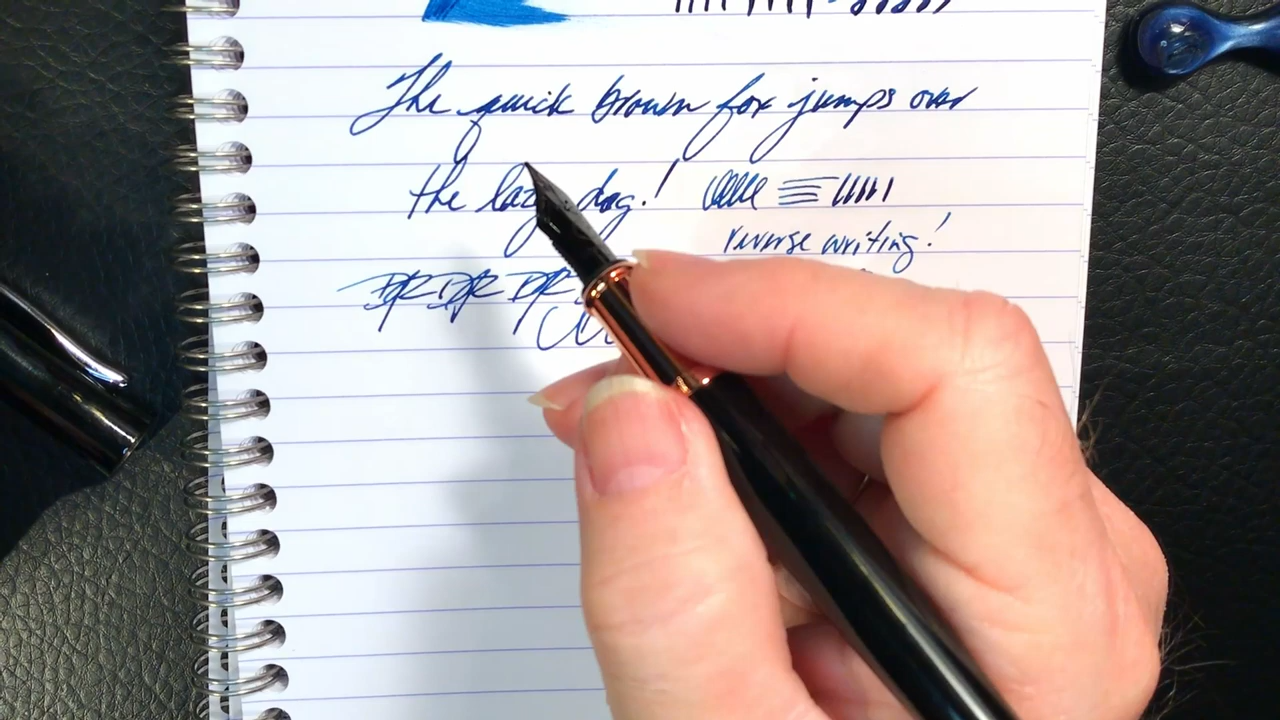 The quick brown fox jumps over
the lazy dog!
reverse writing!